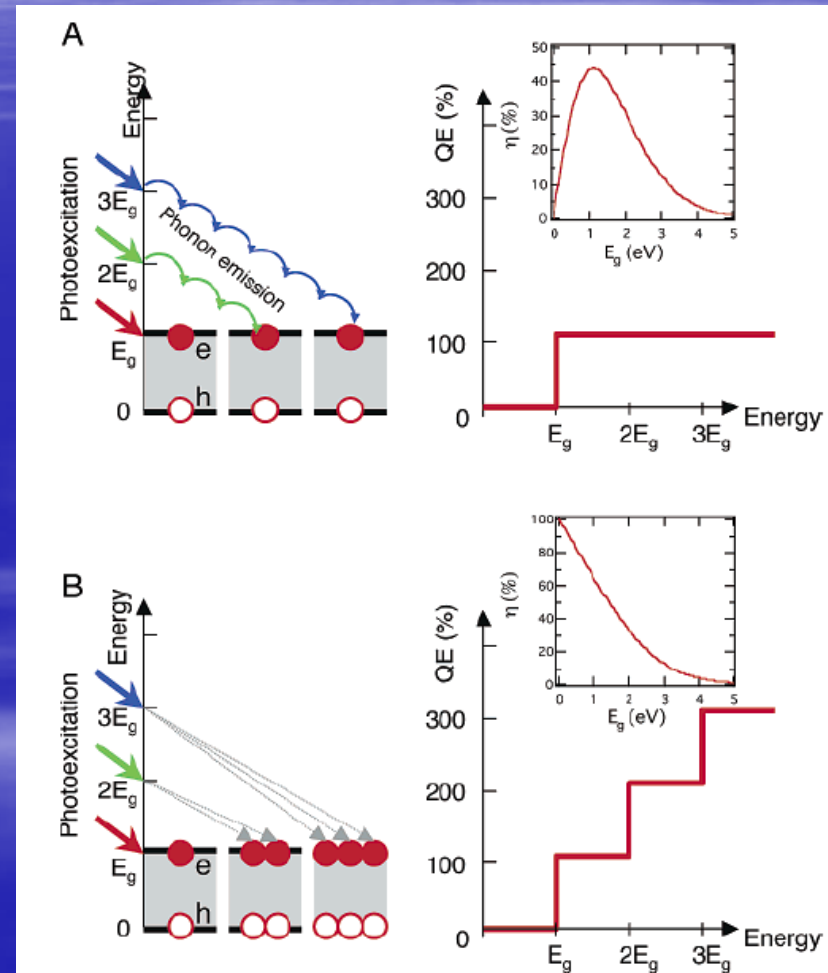 A
Energy
Photoexcitation
3Eg
2Eg
Eg
0
Phonon emission
e
h
QE (%)
300
200
100
0
Eg
2Eg
3Eg
Energy
η (%)
50
40
30
20
10
0
0 1 2 3 4 5
Eg (eV)
B
Energy
Photoexcitation
3Eg
2Eg
Eg
0
e
h
QE (%)
300
200
100
0
Eg
2Eg
3Eg
Energy
η (%)
100
80
60
40
20
0
0 1 2 3 4 5
Eg (eV)